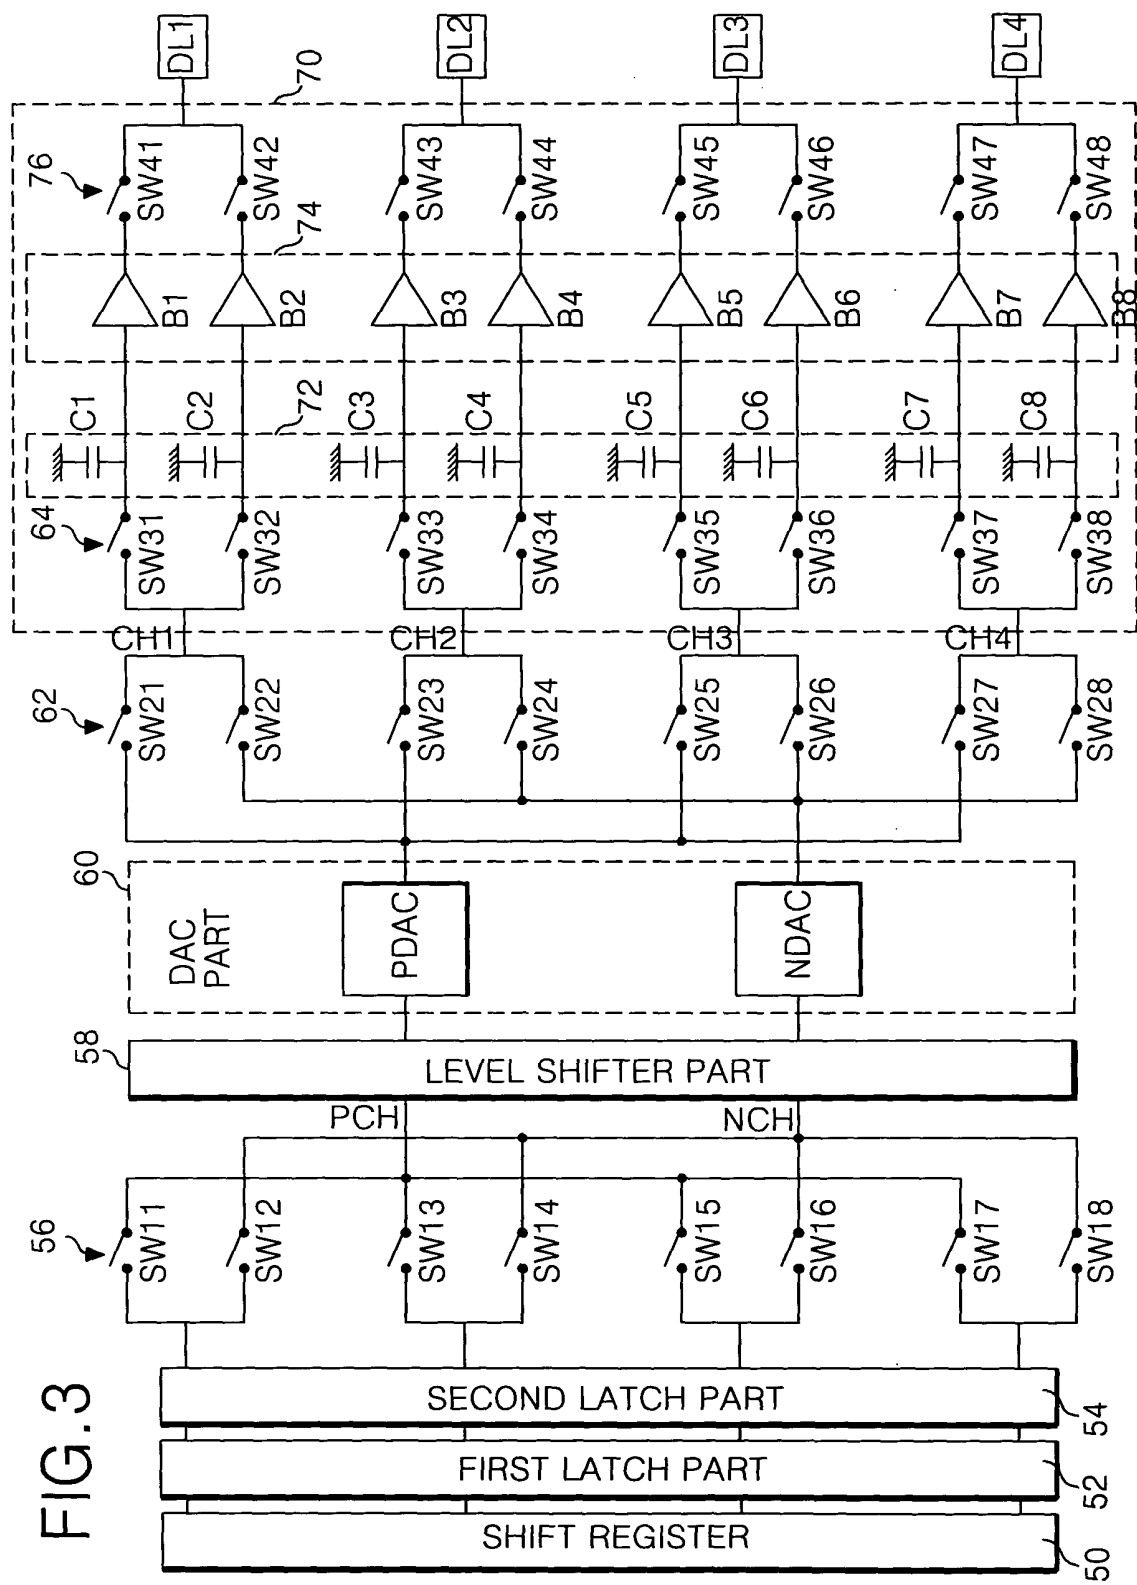 FIG.3
DL1
DL2
DL3
DL4
70
76
SW41
SW42
SW43
SW44
SW45
SW46
SW47
SW48
74
B1
B2
B3
B4
B5
B6
B7
B8
72
C1
C2
C3
C4
C5
C6
C7
C8
64
SW31
SW32
SW33
SW34
SW35
SW36
SW37
SW38
CH1
CH2
CH3
CH4
62
SW21
SW22
SW23
SW24
SW25
SW26
SW27
SW28
60
DAC
PART
PDAC
NDAC
58
LEVEL SHIFTER PART
PCH
NCH
56
SW11
SW12
SW13
SW14
SW15
SW16
SW17
SW18
SECOND LATCH PART
54
FIRST LATCH PART
52
SHIFT REGISTER
50